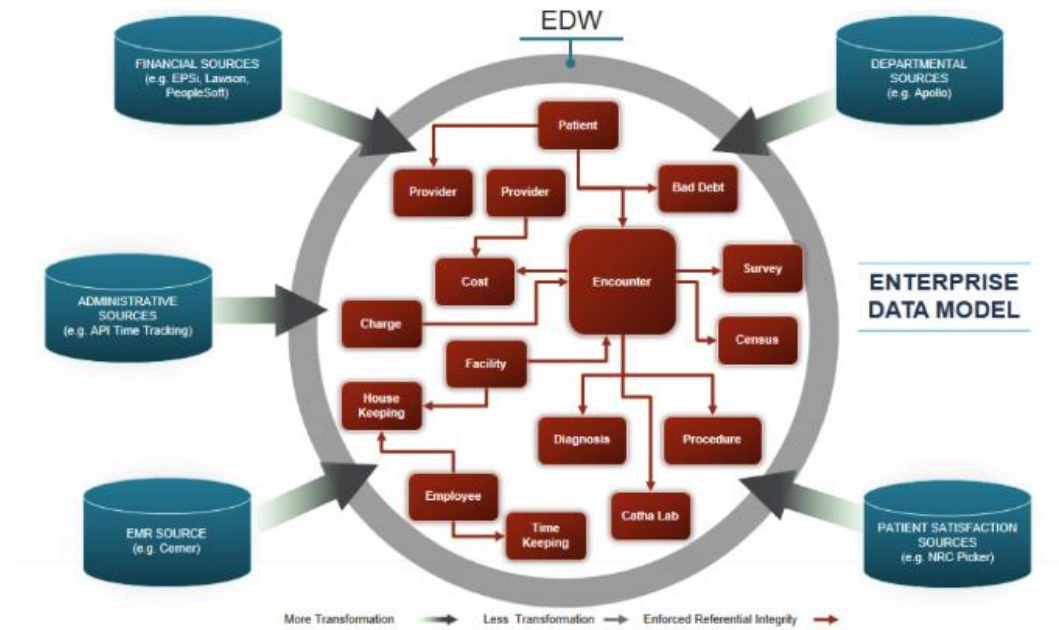 EDW
FINANCIAL SOURCES
(e.g. EPSi, Lawson,
PeopleSoft)
DEPARTMENTAL
SOURCES
(e.g. Apollo)
Patient
Provider
Provider
Bad Debt
Cost
Encounter
Survey
ENTERPRISE
DATA MODEL
ADMINISTRATIVE
SOURCES
(e.g. API Time Tracking)
Charge
Census
Facility
House
Keeping
Diagnosis
Procedure
Employee
Catha Lab
Time
Keeping
EMR SOURCE
(e.g. Cerner)
PATIENT SATISFACTION
SOURCES
(e.g. NRC Picker)
More Transformation
Less Transformation
Enforced Referential Integrity